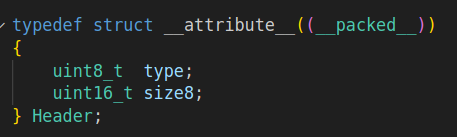 typedef struct __attribute__((__packed__))
{
    uint8_t  type;
    uint16_t size8;
} Header;